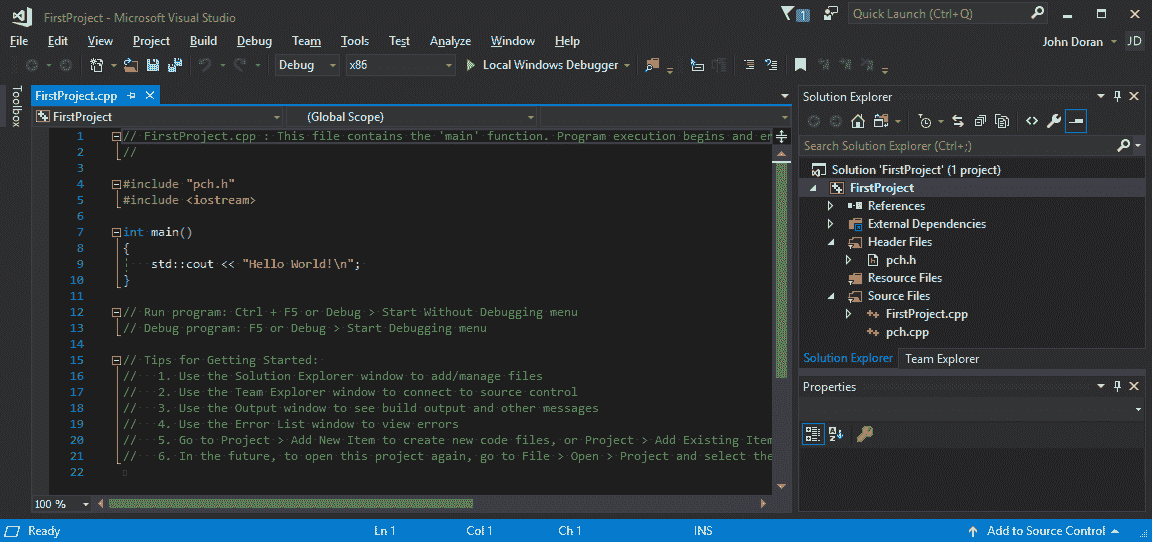 FirstProject - Microsoft Visual Studio
1
Quick Launch (Ctrl+Q)
File Edit View Project Build Debug Team Tools Test Analyze Window Help
John Doran JD
Debug x86 Local Windows Debugger
Toolbox
FirstProject.cpp
FirstProject (Global Scope)
1 // FirstProject.cpp : This file contains the 'main' function. Program execution begins and en
2 //
3
4 #include "pch.h"
5 #include <iostream>
6
7 int main()
8 {
9 std::cout << "Hello World!\n";
10 }
11
12 // Run program: Ctrl + F5 or Debug > Start Without Debugging menu
13 // Debug program: F5 or Debug > Start Debugging menu
14
15 // Tips for Getting Started:
16 // 1. Use the Solution Explorer window to add/manage files
17 // 2. Use the Team Explorer window to connect to source control
18 // 3. Use the Output window to see build output and other messages
19 // 4. Use the Error List window to view errors
20 // 5. Go to Project > Add New Item to create new code files, or Project > Add Existing Item
21 // 6. In the future, to open this project again, go to File > Open > Project and select the
22
100 %
Solution Explorer
Search Solution Explorer (Ctrl+;)
Solution 'FirstProject' (1 project)
FirstProject
References
External Dependencies
Header Files
pch.h
Resource Files
Source Files
FirstProject.cpp
pch.cpp
Solution Explorer Team Explorer
Properties
Ready Ln 1 Col 1 Ch 1 INS Add to Source Control